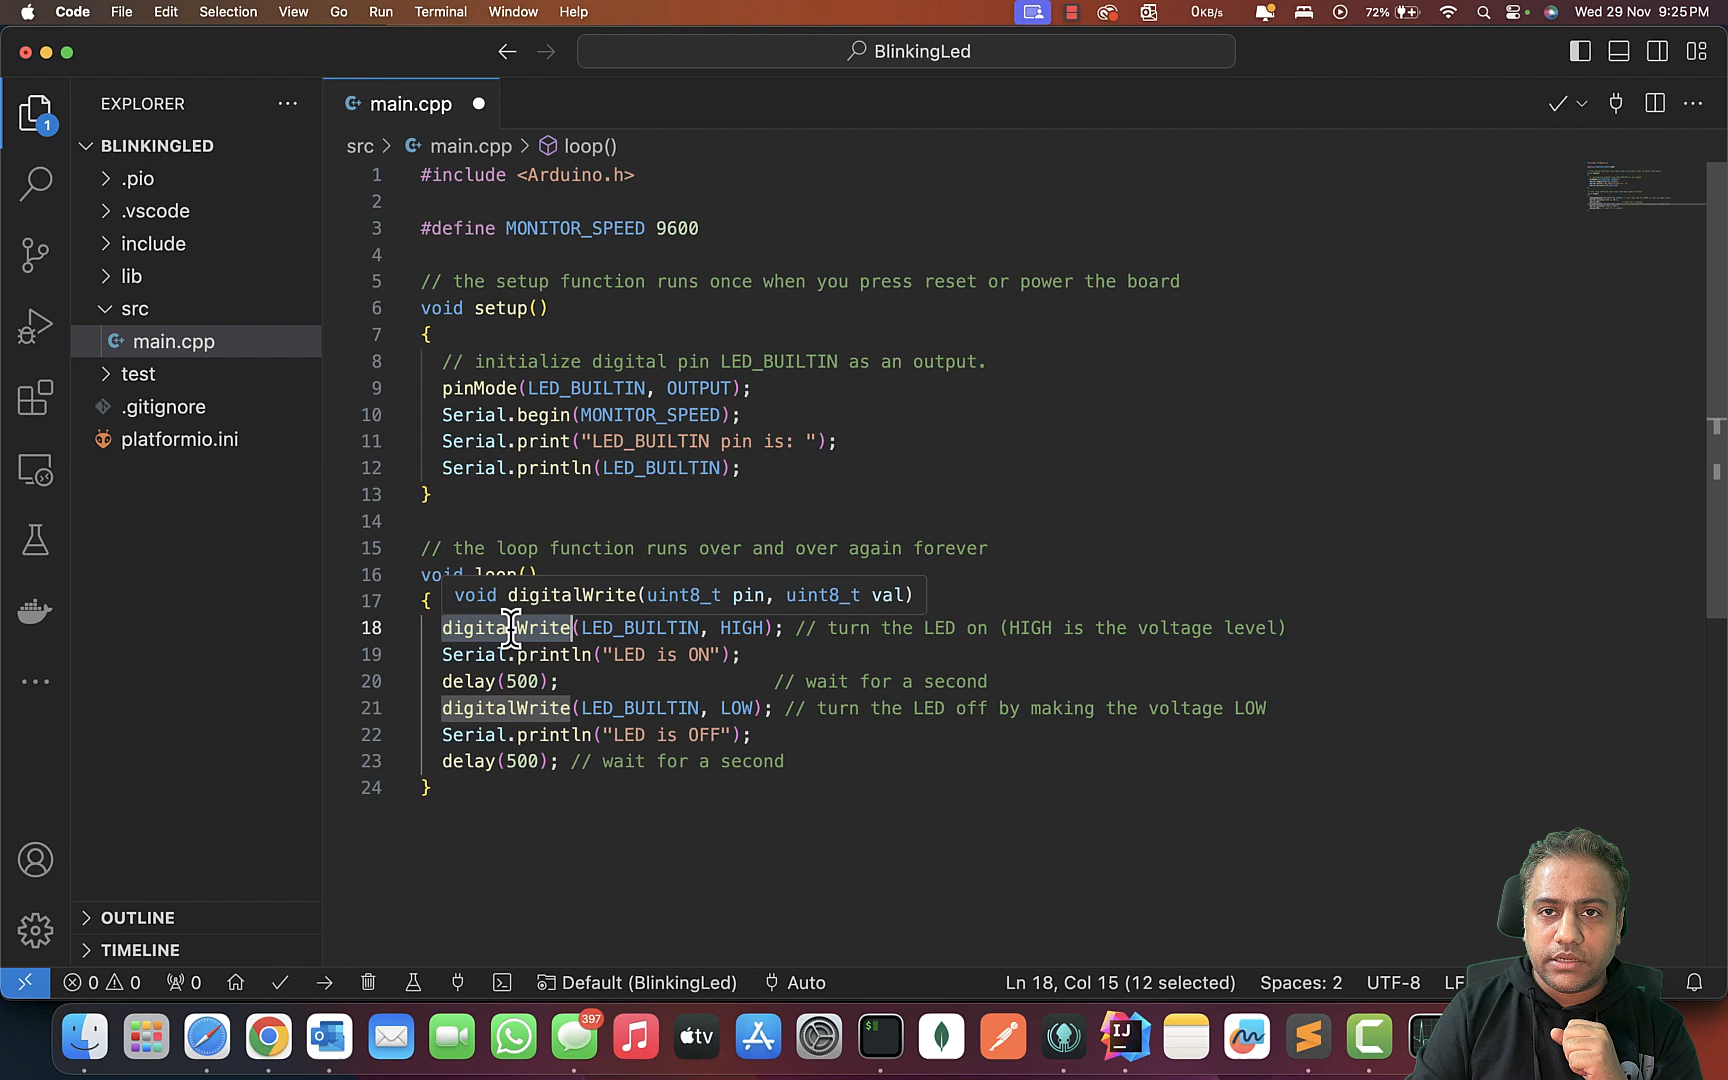 Code File Edit Selection View Go Run Terminal Window Help 0KB/s 72% Wed 29 Nov 9:25 PM
BlinkingLed
EXPLORER
main.cpp
BLINKINGLED
src > main.cpp > loop()
.pio
.vscode
include
lib
src
main.cpp
test
.gitignore
platformio.ini
1
1 #include <Arduino.h>
2
3 #define MONITOR_SPEED 9600
4
5 // the setup function runs once when you press reset or power the board
6 void setup()
7 {
8 // initialize digital pin LED_BUILTIN as an output.
9 pinMode(LED_BUILTIN, OUTPUT);
10 Serial.begin(MONITOR_SPEED);
11 Serial.print("LED_BUILTIN pin is: ");
12 Serial.println(LED_BUILTIN);
13 }
14
15 // the loop function runs over and over again forever
16 void loop()
void digitalWrite(uint8_t pin, uint8_t val)
17 {
18 digitalWrite(LED_BUILTIN, HIGH); // turn the LED on (HIGH is the voltage level)
19 Serial.println("LED is ON");
20 delay(500); // wait for a second
21 digitalWrite(LED_BUILTIN, LOW); // turn the LED off by making the voltage LOW
22 Serial.println("LED is OFF");
23 delay(500); // wait for a second
24 }
OUTLINE
TIMELINE
0 0 0 Default (BlinkingLed) Auto Ln 18, Col 15 (12 selected) Spaces: 2 UTF-8 LF
397
tv
$
IJ